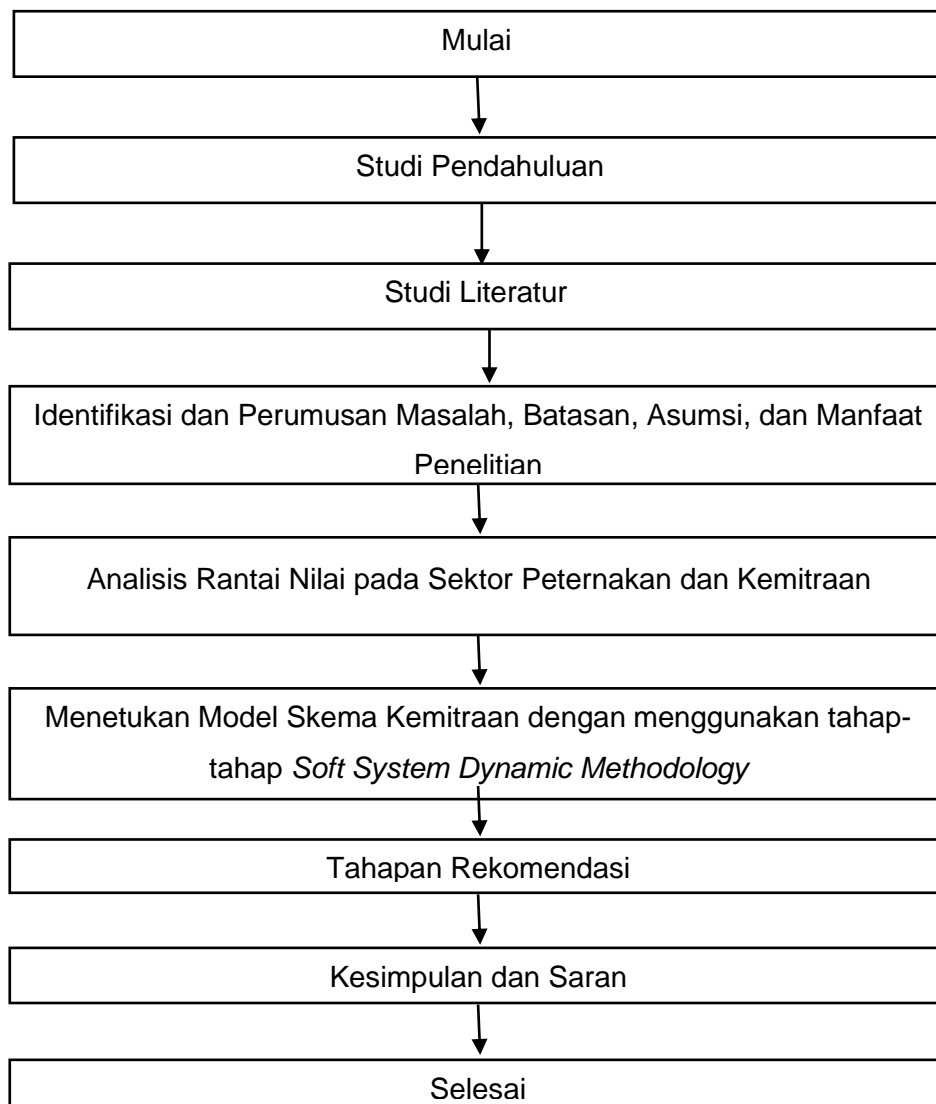 Mulai
Studi Pendahuluan
Studi Literatur
Identifikasi dan Perumusan Masalah, Batasan, Asumsi, dan Manfaat
Penelitian
Analisis Rantai Nilai pada Sektor Peternakan dan Kemitraan
Menetukan Model Skema Kemitraan dengan menggunakan tahap-
tahap Soft System Dynamic Methodology
Tahapan Rekomendasi
Kesimpulan dan Saran
Selesai